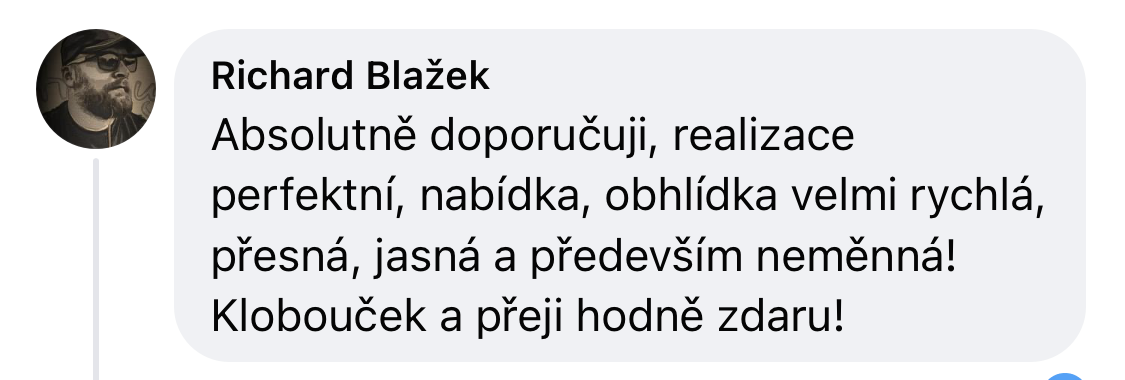 Richard Blažek
Absolutně doporučuji, realizace
perfektní, nabídka, obhlídka velmi rychlá,
přesná, jasná a především neměnná!
Klobouček a přeji hodně zdaru!